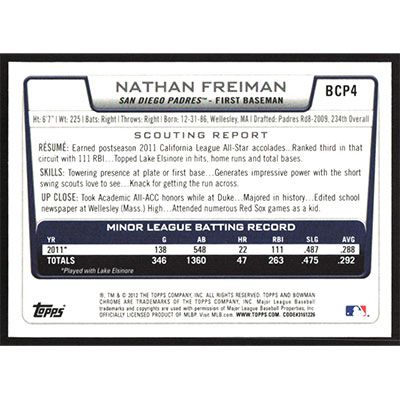 NATHAN FREIMAN
SAN DIEGO PADRES™ - FIRST BASEMAN
BCP4
Ht: 6'7" | Wt: 225 | Bats: Right | Throws: Right | Born: 12-31-86, Wellesley, MA | Drafted: Padres Rd8-2009, 234th Overall
SCOUTING REPORT
RÉSUMÉ: Earned postseason 2011 California League All-Star accolades...Ranked third in that
circuit with 111 RBI...Topped Lake Elsinore in hits, home runs and total bases.
SKILLS: Towering presence at plate or first base...Generates impressive power with the short
swing scouts love to see...Knack for getting the run across.
UP CLOSE: Took Academic All-ACC honors while at Duke...Majored in history...Edited school
newspaper at Wellesley (Mass.) High...Attended numerous Red Sox games as a kid.
MINOR LEAGUE BATTING RECORD
YR G AB HR RBI SLG AVG
2011* 138 548 22 111 .487 .288
TOTALS 346 1360 47 263 .475 .292
*Played with Lake Elsinore
®, ™ & © 2012 THE TOPPS COMPANY, INC. ALL RIGHTS RESERVED. TOPPS AND BOWMAN
CHROME ARE TRADEMARKS OF THE TOPPS COMPANY, INC. Major League Baseball
trademarks and copyrights are used with permission of Major League Baseball Properties, Inc.
OFFICIALLY LICENSED PRODUCT OF MLBP. Visit MLB.com WWW.TOPPS.COM. CODE#3161226
Topps